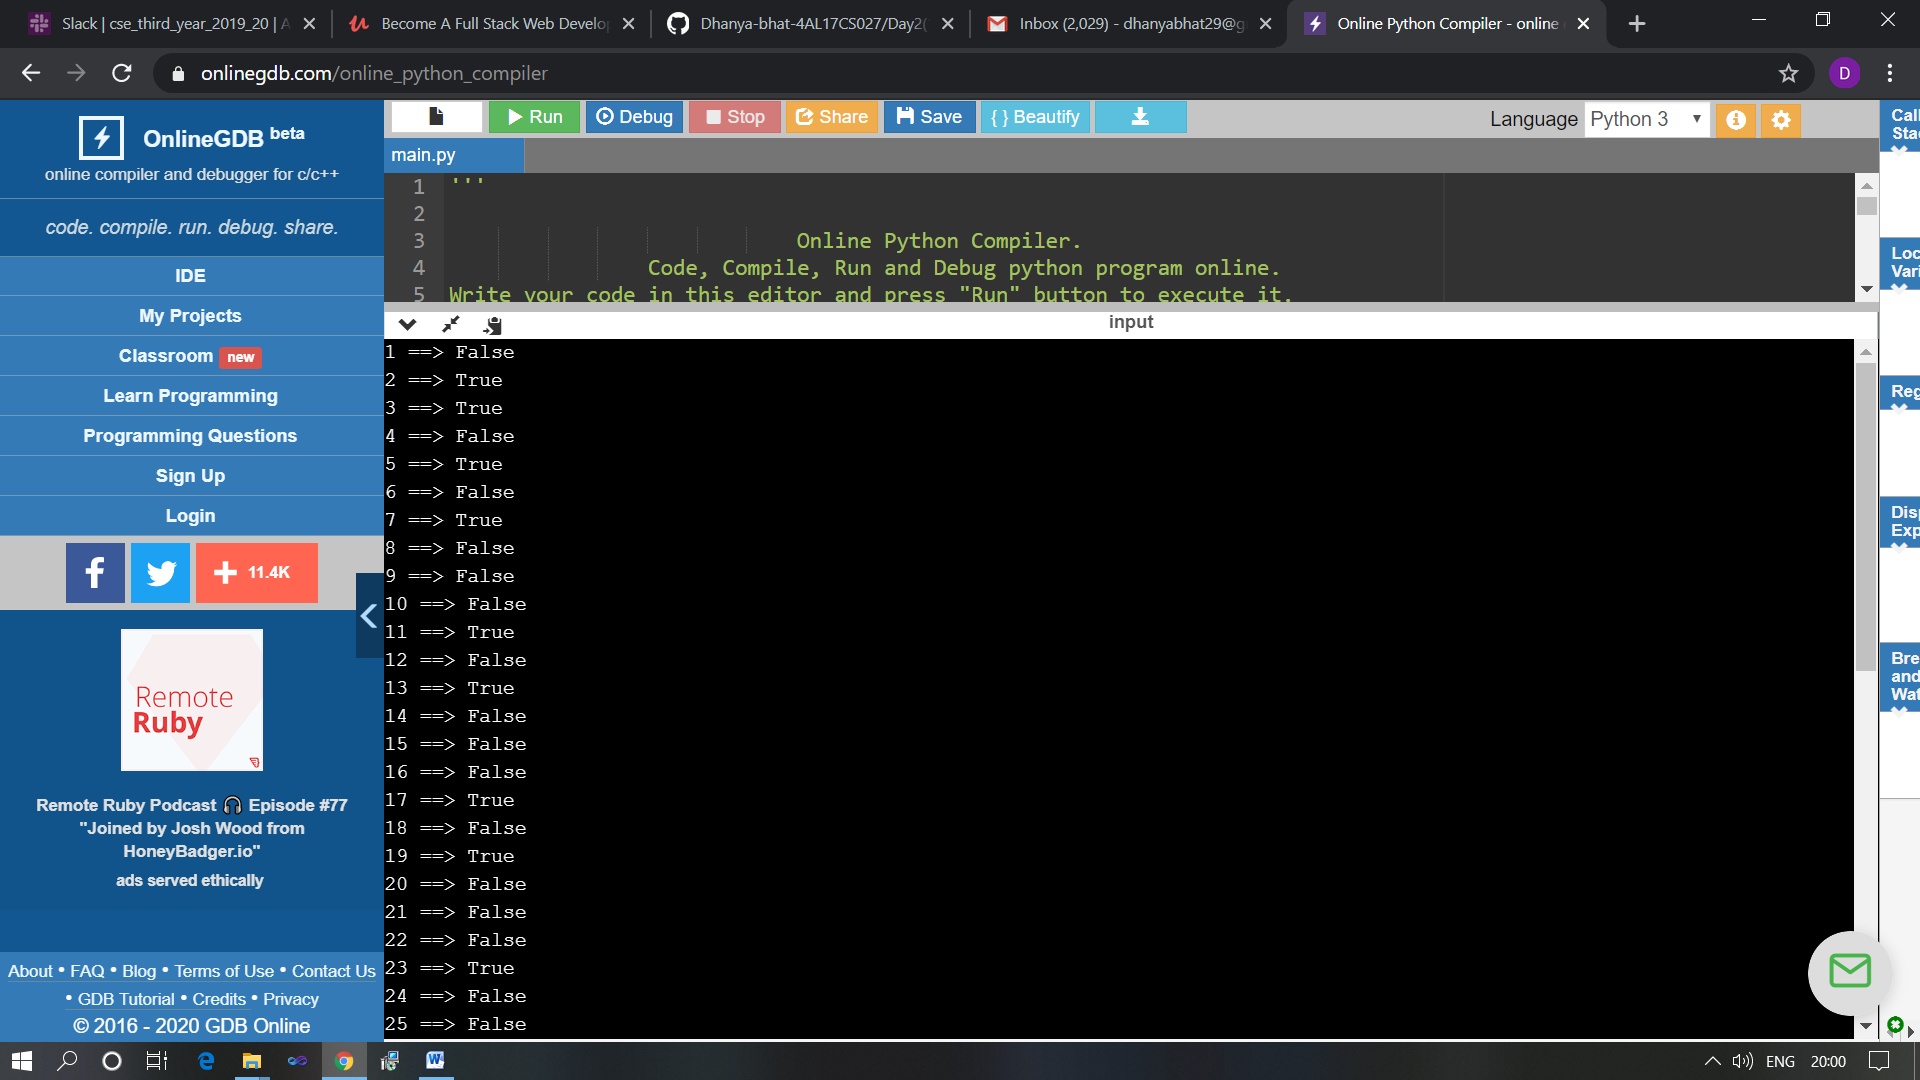 Slack | cse_third_year_2019_20 | A
Become A Full Stack Web Develop
Dhanya-bhat-4AL17CS027/Day2(
Inbox (2,029) - dhanyabhat29@g
Online Python Compiler - online
onlinegdb.com/online_python_compiler
D
OnlineGDB beta
online compiler and debugger for c/c++
code. compile. run. debug. share.
IDE
My Projects
Classroom new
Learn Programming
Programming Questions
Sign Up
Login
11.4K
Remote
Ruby
Remote Ruby Podcast 🎧 Episode #77
"Joined by Josh Wood from
HoneyBadger.io"
ads served ethically
About • FAQ • Blog • Terms of Use • Contact Us
• GDB Tutorial • Credits • Privacy
© 2016 - 2020 GDB Online
Run
Debug
Stop
Share
Save
{ } Beautify
Language Python 3
main.py
1 '''
2
3 Online Python Compiler.
4 Code, Compile, Run and Debug python program online.
5 Write your code in this editor and press "Run" button to execute it.
input
1 ==> False
2 ==> True
3 ==> True
4 ==> False
5 ==> True
6 ==> False
7 ==> True
8 ==> False
9 ==> False
10 ==> False
11 ==> True
12 ==> False
13 ==> True
14 ==> False
15 ==> False
16 ==> False
17 ==> True
18 ==> False
19 ==> True
20 ==> False
21 ==> False
22 ==> False
23 ==> True
24 ==> False
25 ==> False
Call
Sta
Loc
Vari
Reg
Disp
Exp
Bre
and
Wat
ENG
20:00